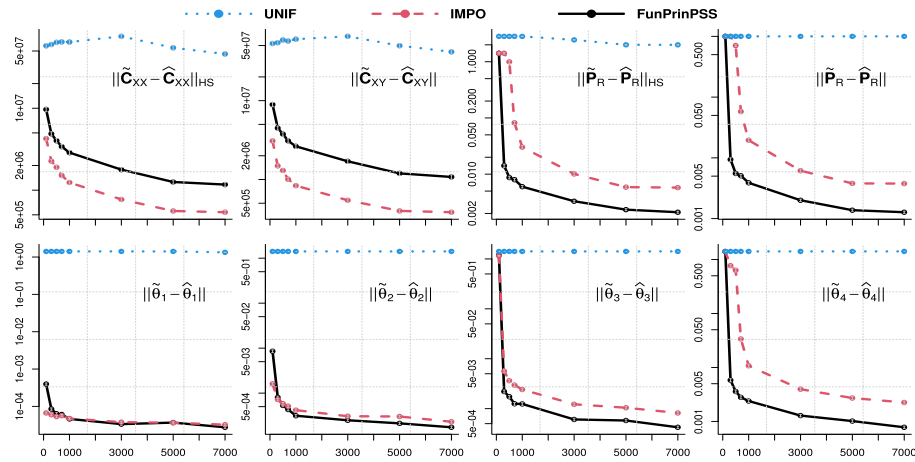 UNIF IMPO FunPrinPSS
||C̃XX − ĈXX||HS
5e+05 2e+06 1e+07 5e+07
||C̃XY − ĈXY||
5e+05 2e+06 1e+07 5e+07
||P̃R − P̂R||HS
0.002 0.010 0.050 0.200 1.000
||P̃R − P̂R||
0.001 0.005 0.050
||θ̃1 − θ̂1||
1e−04 1e−03 1e−02 1e−01 1e+00
0 1000 3000 5000 7000
||θ̃2 − θ̂2||
5e−04 5e−03 5e−02 5e−01
0 1000 3000 5000 7000
||θ̃3 − θ̂3||
5e−04 5e−03 5e−02 5e−01
0 1000 3000 5000 7000
||θ̃4 − θ̂4||
0.001 0.005 0.050 0.500
0 1000 3000 5000 7000